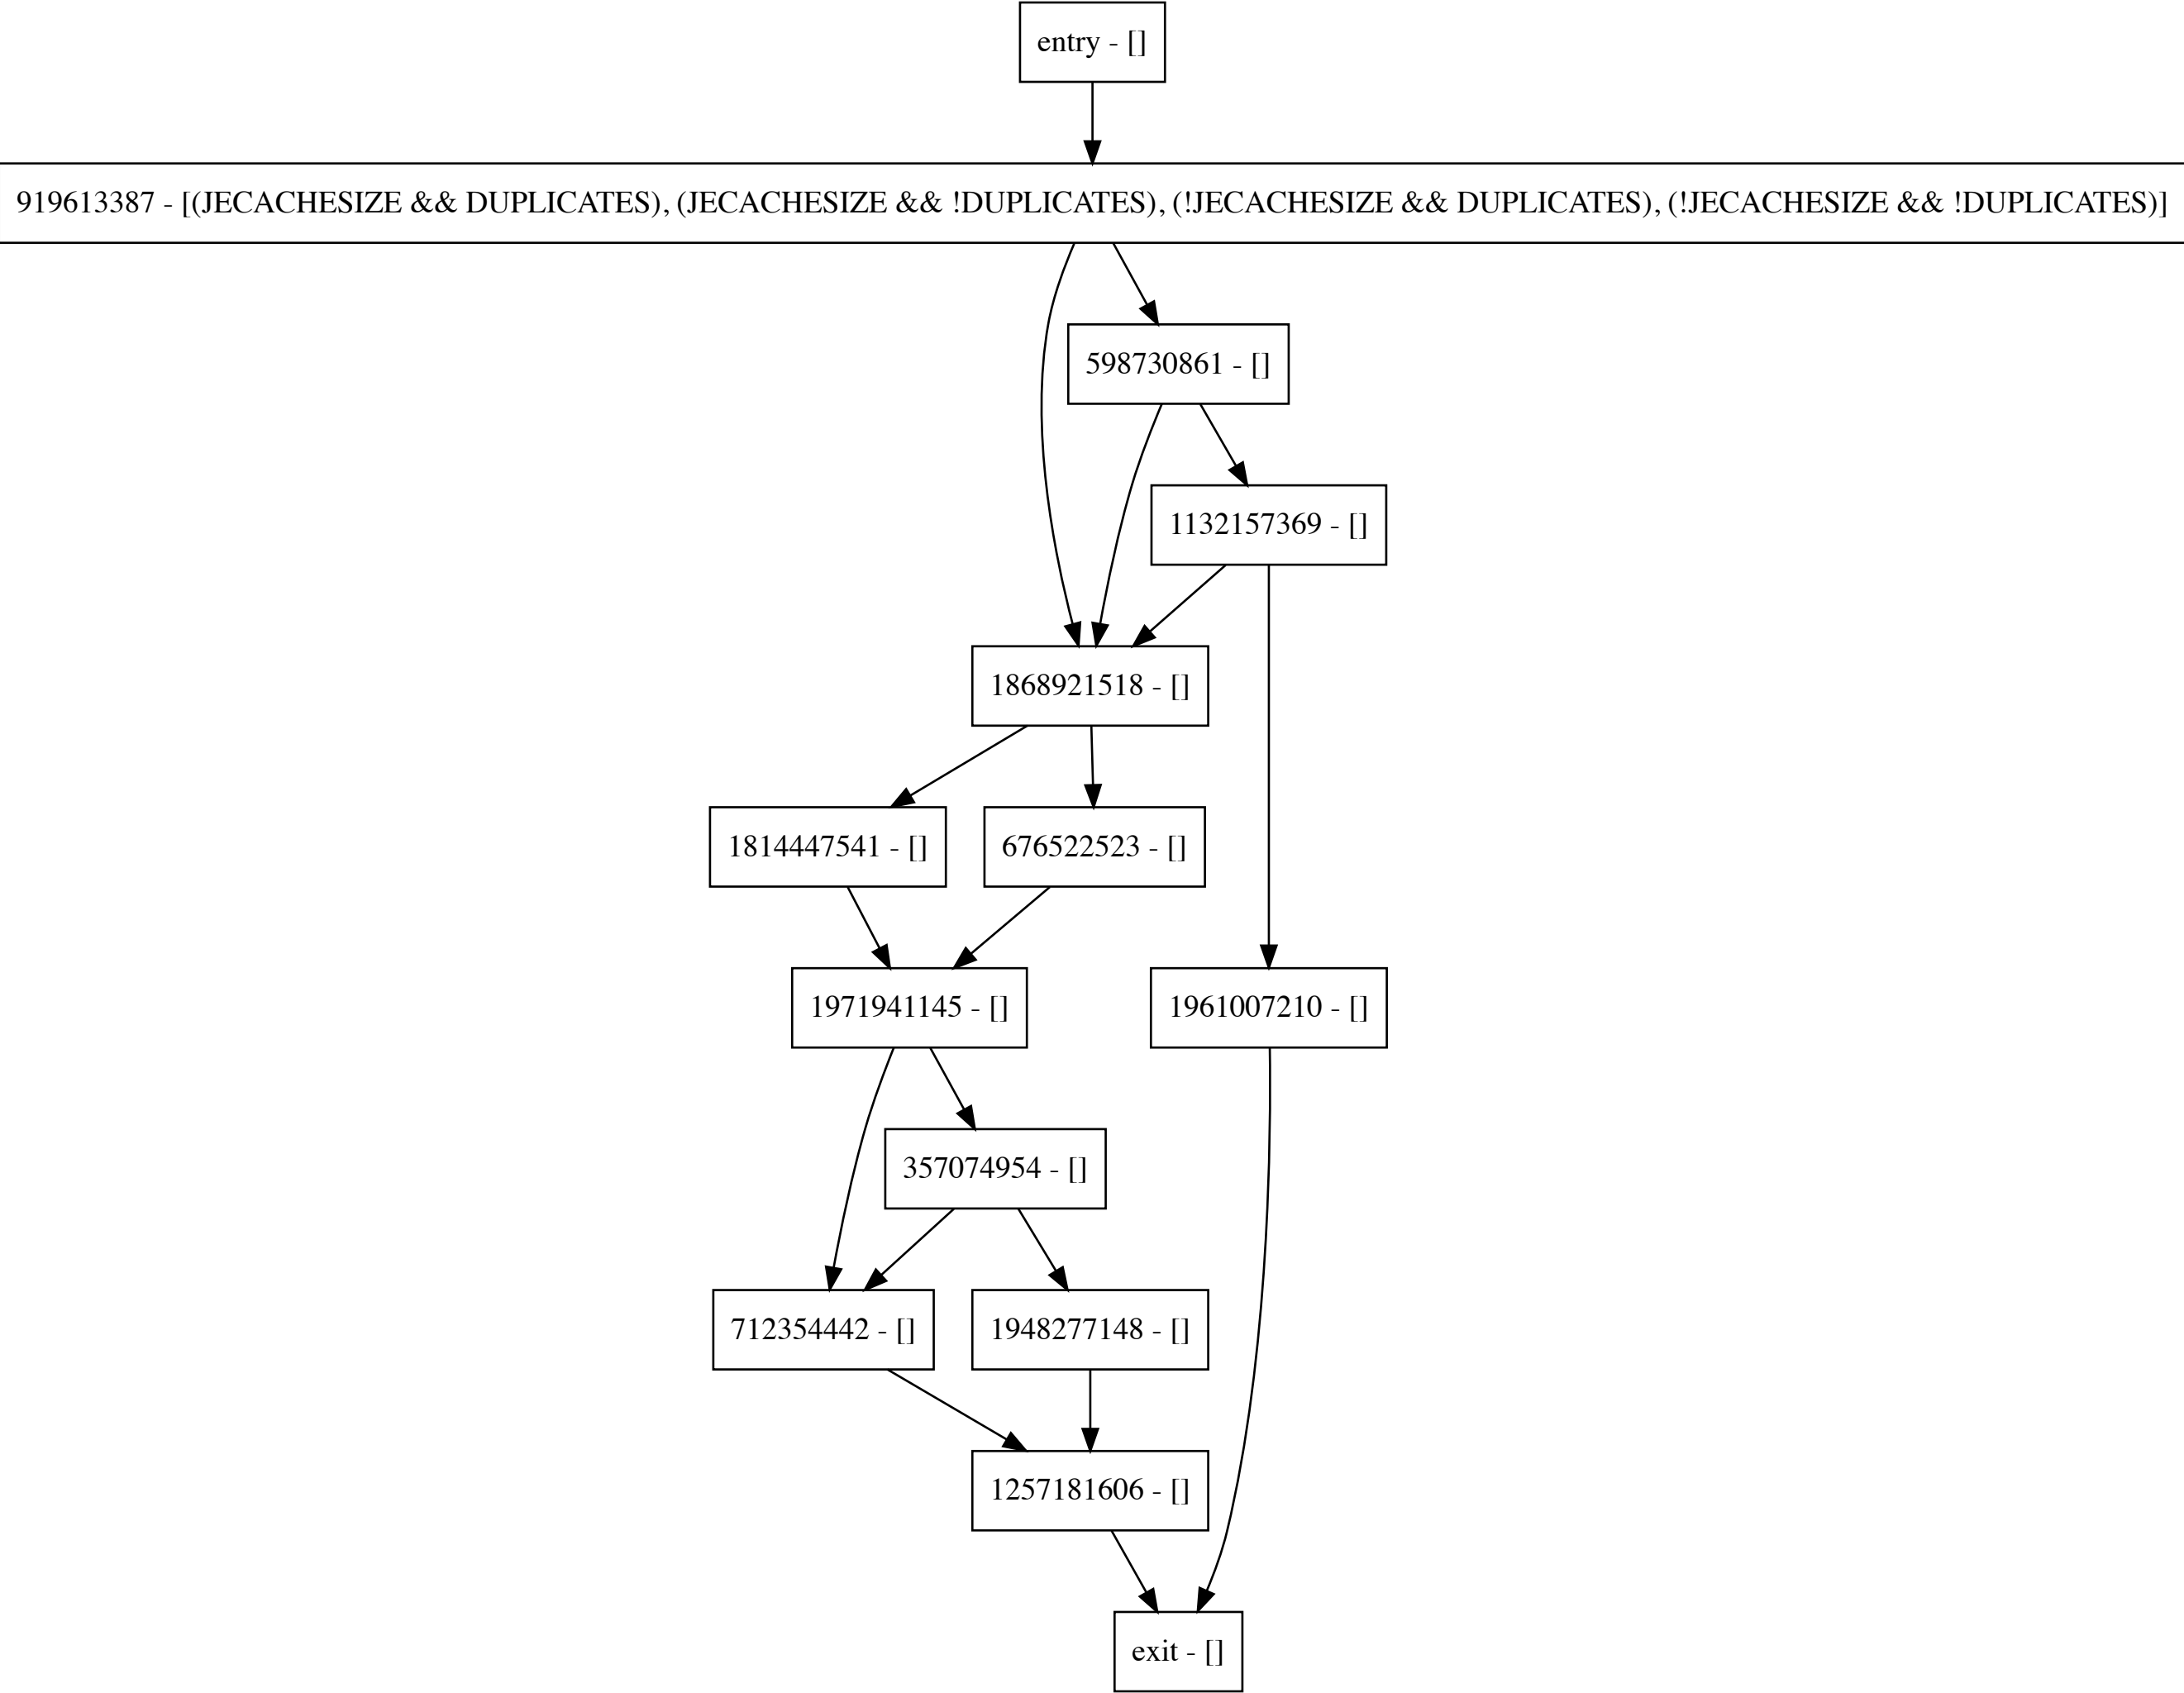 entry - []
919613387 - [(JECACHESIZE && DUPLICATES), (JECACHESIZE && !DUPLICATES), (!JECACHESIZE && DUPLICATES), (!JECACHESIZE && !DUPLICATES)]
598730861 - []
1132157369 - []
1868921518 - []
1814447541 - []
676522523 - []
1971941145 - []
1961007210 - []
357074954 - []
712354442 - []
1948277148 - []
1257181606 - []
exit - []